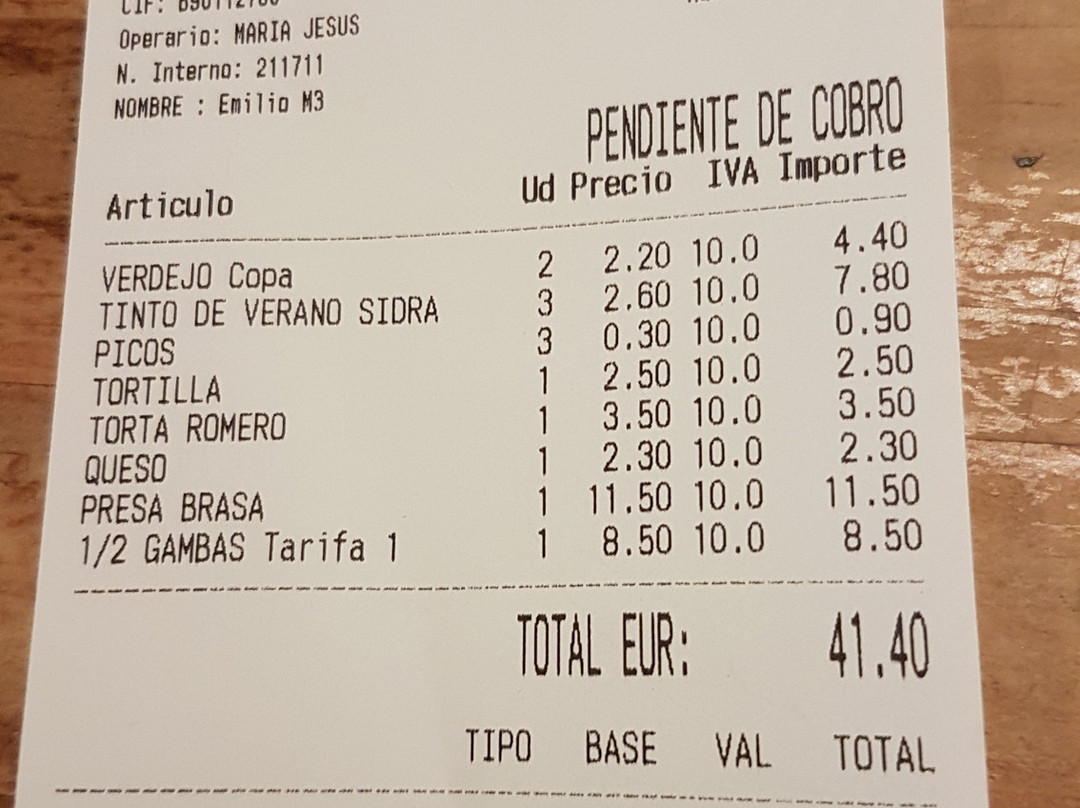 Operario: MARIA JESUS
N. Interno: 211711
NOMBRE : Emilio M3
PENDIENTE DE COBRO
Articulo Ud Precio IVA Importe
VERDEJO Copa 2 2.20 10.0 4.40
TINTO DE VERANO SIDRA 3 2.60 10.0 7.80
PICOS 3 0.30 10.0 0.90
TORTILLA 1 2.50 10.0 2.50
TORTA ROMERO 1 3.50 10.0 3.50
QUESO 1 2.30 10.0 2.30
PRESA BRASA 1 11.50 10.0 11.50
1/2 GAMBAS Tarifa 1 1 8.50 10.0 8.50
TOTAL EUR: 41.40
TIPO BASE VAL TOTAL